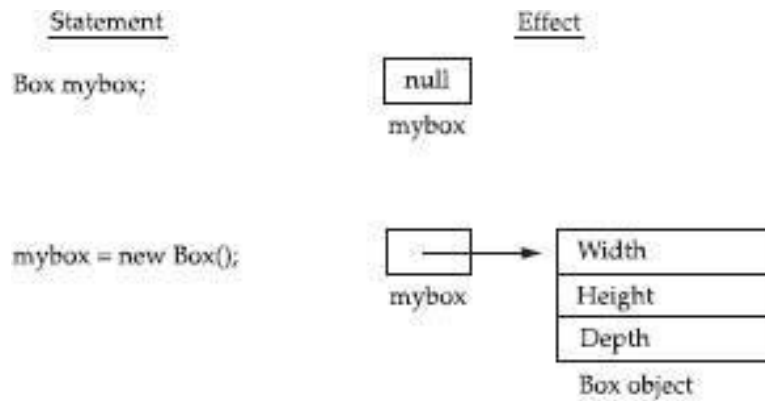 Statement
Effect
Box mybox;
null
mybox
mybox = new Box();
mybox
Width
Height
Depth
Box object